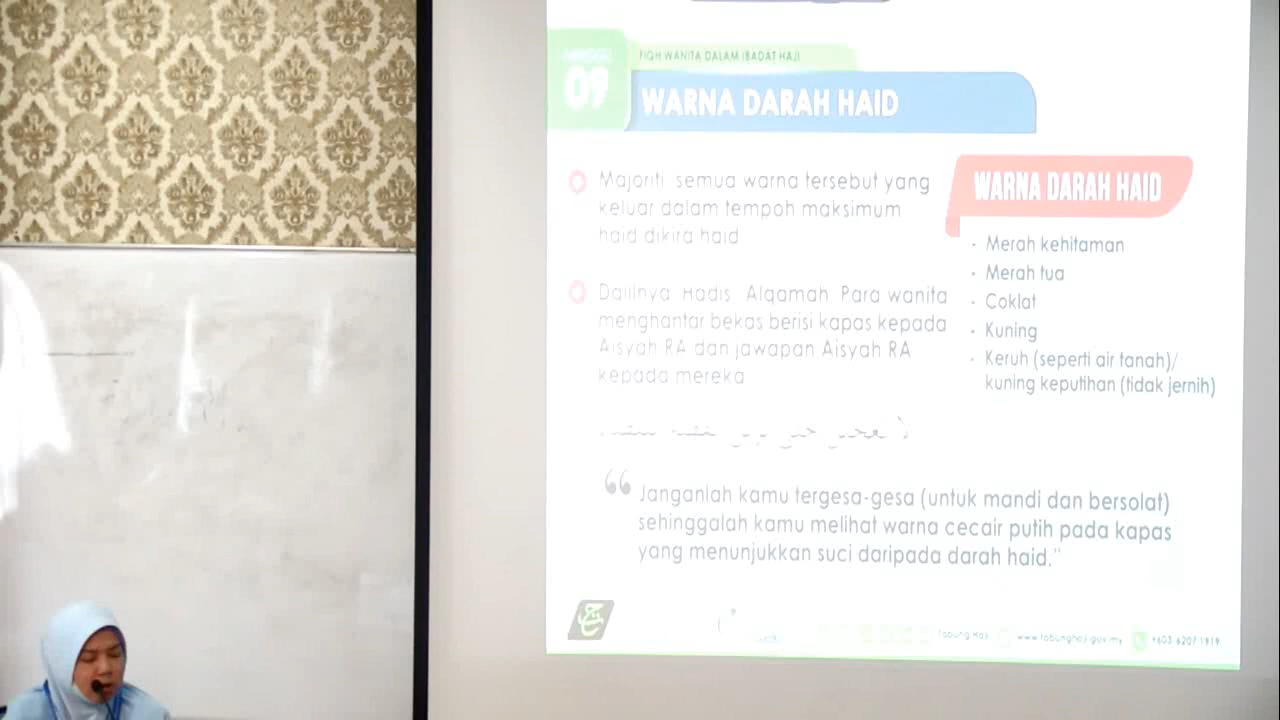 09
FIQH WANITA DALAM IBADAT HAJI
WARNA DARAH HAID
Majoriti semua warna tersebut yang
keluar dalam tempoh maksimum
haid dikira haid
Dalilnya Hadis Alqamah Para wanita
menghantar bekas berisi kapas kepada
Aisyah RA dan jawapan Aisyah RA
kepada mereka
WARNA DARAH HAID
- Merah kehitaman
- Merah tua
- Coklat
- Kuning
- Keruh (seperti air tanah)/
kuning keputihan (tidak jernih)
“ Janganlah kamu tergesa-gesa (untuk mandi dan bersolat)
sehinggalah kamu melihat warna cecair putih pada kapas
yang menunjukkan suci daripada darah haid."
Tabung Haji www.tabunghaji.gov.my +603 6207 1919